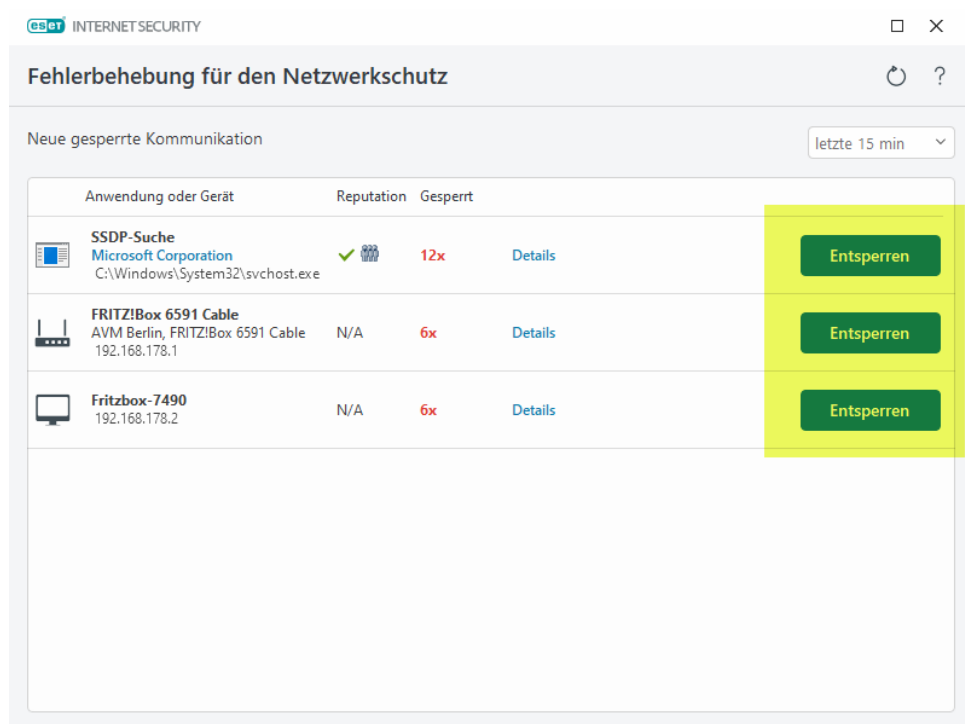 eset INTERNET SECURITY
Fehlerbehebung für den Netzwerkschutz
?
Neue gesperrte Kommunikation
letzte 15 min
Anwendung oder Gerät Reputation Gesperrt
SSDP-Suche
Microsoft Corporation
C:\Windows\System32\svchost.exe
12x Details Entsperren
FRITZ!Box 6591 Cable
AVM Berlin, FRITZ!Box 6591 Cable
192.168.178.1
N/A 6x Details Entsperren
Fritzbox-7490
192.168.178.2
N/A 6x Details Entsperren